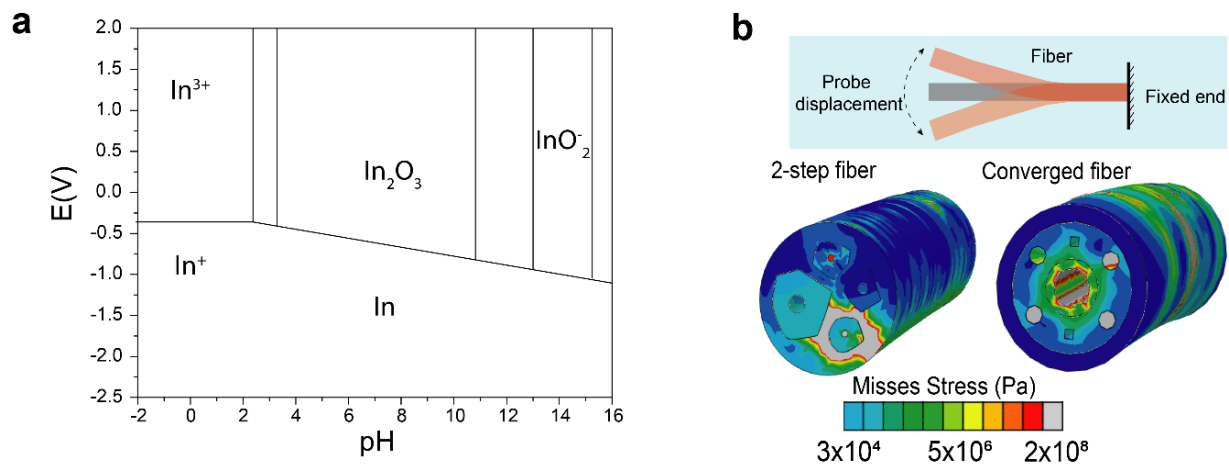 a
2.0
1.5
1.0
0.5
0.0
-0.5
-1.0
-1.5
-2.0
-2.5
E(V)
In3+
In2O3
InO2-
In+
In
-2 0 2 4 6 8 10 12 14 16
pH
b
Fiber
Probe
displacement
Fixed end
2-step fiber
Converged fiber
Misses Stress (Pa)
3x10⁴ 5x10⁶ 2x10⁸